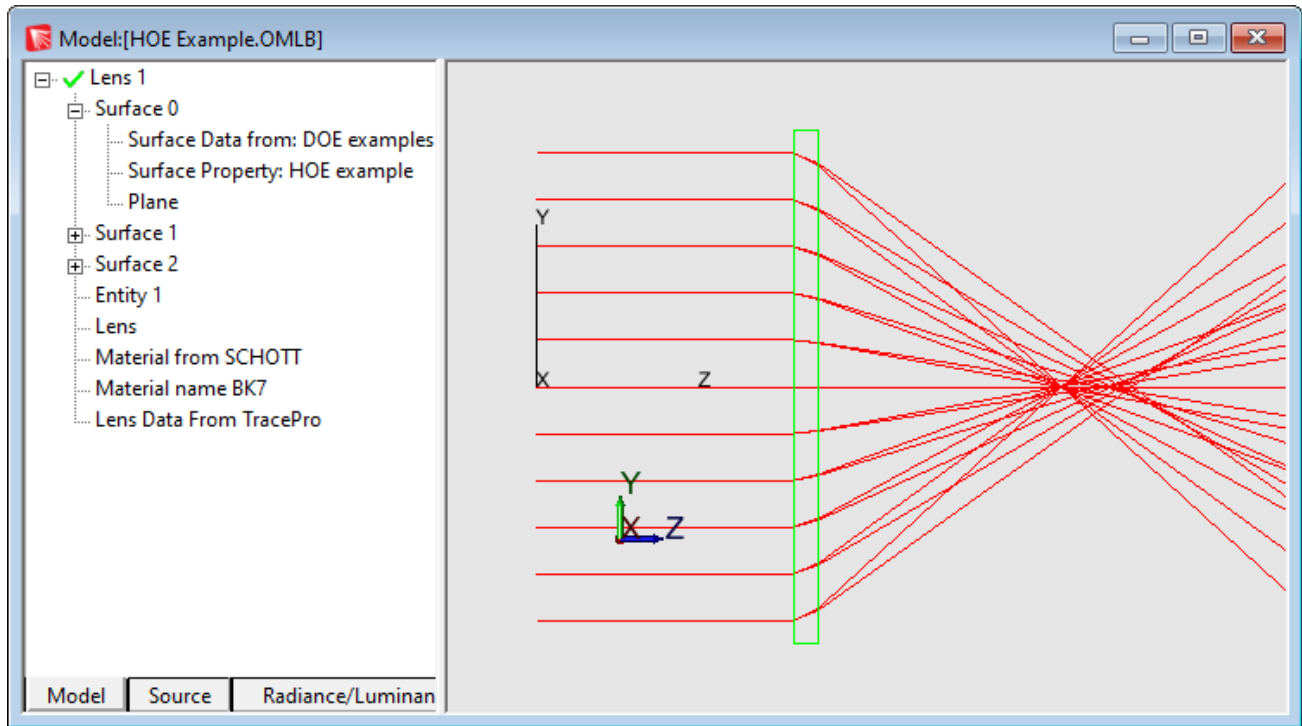 Model:[HOE Example.OMLB]
Lens 1
Surface 0
Surface Data from: DOE examples
Surface Property: HOE example
Plane
Surface 1
Surface 2
Entity 1
Lens
Material from SCHOTT
Material name BK7
Lens Data From TracePro
Model Source Radiance/Luminan
Y
X Z
Y
X Z